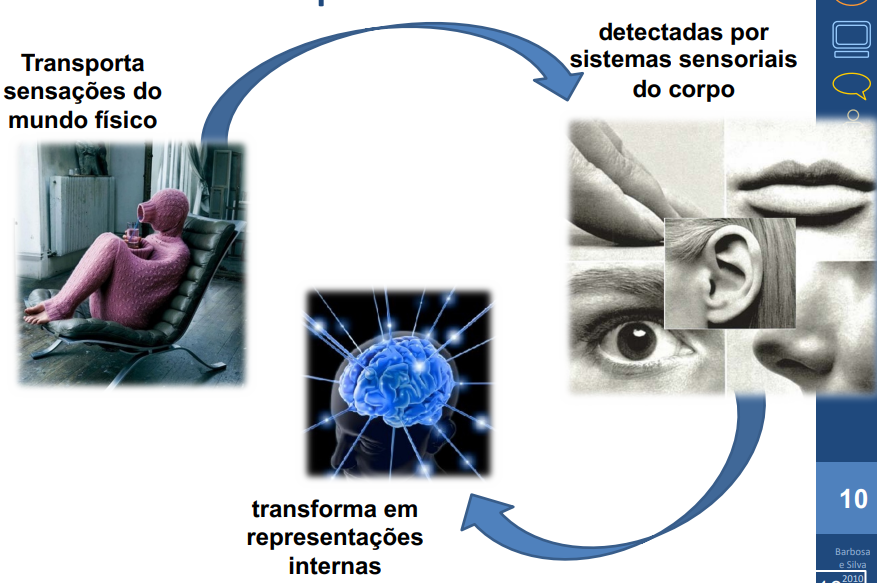 Transporta
sensações do
mundo físico
detectadas por
sistemas sensoriais
do corpo
transforma em
representações
internas
10
Barbosa
e Silva
2010